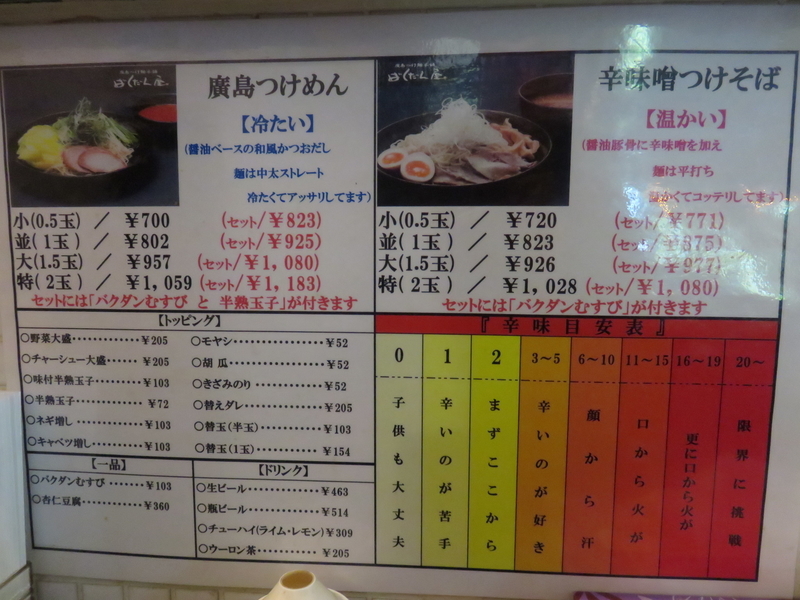 ばくだん屋
廣島つけめん
【冷たい】
(醤油ベースの和風かつおだし
麺は中太ストレート
冷たくてアッサリしてます)
小(0.5玉) ／ ￥700 (セット/￥823)
並(1玉) ／ ￥802 (セット/￥925)
大(1.5玉) ／ ￥957 (セット/￥1,080)
特(2玉) ／ ￥1,059 (セット/￥1,183)
セットには「バクダンむすび と 半熟玉子」が付きます
ばくだん屋
辛味噌つけそば
【温かい】
(醤油豚骨に辛味噌を加え
麺は平打ち
温かくてコッテリしてます)
小(0.5玉) ／ ￥720 (セット/￥771)
並(1玉) ／ ￥823 (セット/￥875)
大(1.5玉) ／ ￥926 (セット/￥977)
特(2玉) ／ ￥1,028 (セット/￥1,080)
セットには「バクダンむすび」が付きます
【トッピング】
○野菜大盛‥‥‥‥‥￥205
○チャーシュー大盛‥‥‥￥205
○味付半熟玉子‥‥‥‥￥103
○半熟玉子‥‥‥‥‥￥72
○ネギ増し‥‥‥‥‥￥103
○キャベツ増し‥‥‥‥￥103
○モヤシ‥‥‥‥‥￥52
○胡瓜‥‥‥‥‥￥52
○きざみのり‥‥‥‥￥52
○替えダレ‥‥‥‥‥￥205
○替玉(半玉)‥‥‥‥￥103
○替玉(1玉)‥‥‥‥￥154
【一品】
○バクダンむすび‥‥‥￥103
○杏仁豆腐‥‥‥‥‥￥360
【ドリンク】
○生ビール‥‥‥‥‥￥463
○瓶ビール‥‥‥‥‥￥514
○チューハイ(ライム・レモン)￥309
○ウーロン茶‥‥‥‥￥205
『辛味目安表』
0
子供も大丈夫
1
辛いのが苦手
2
まずここから
3～5
辛いのが好き
6～10
顔から汗
11～15
口から火が
16～19
更に口から火が
20～
限界に挑戦